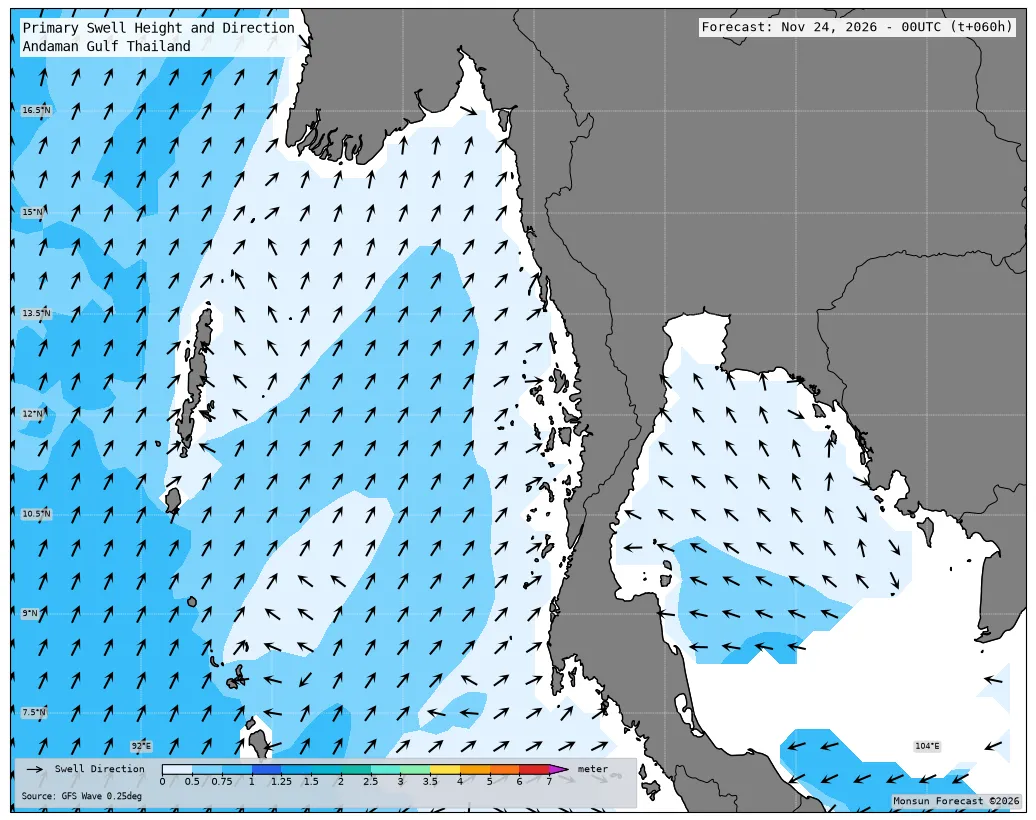 Primary Swell Height and Direction
Andaman Gulf Thailand
Forecast: Nov 24, 2026 - 00UTC (t+060h)
16.5°N
15°N
13.5°N
12°N
10.5°N
9°N
7.5°N
92°E
104°E
Swell Direction
0 0.5 0.75 1 1.25 1.5 2 2.5 3 3.5 4 5 6 7
meter
Source: GFS Wave 0.25deg
Monsun Forecast ©2026